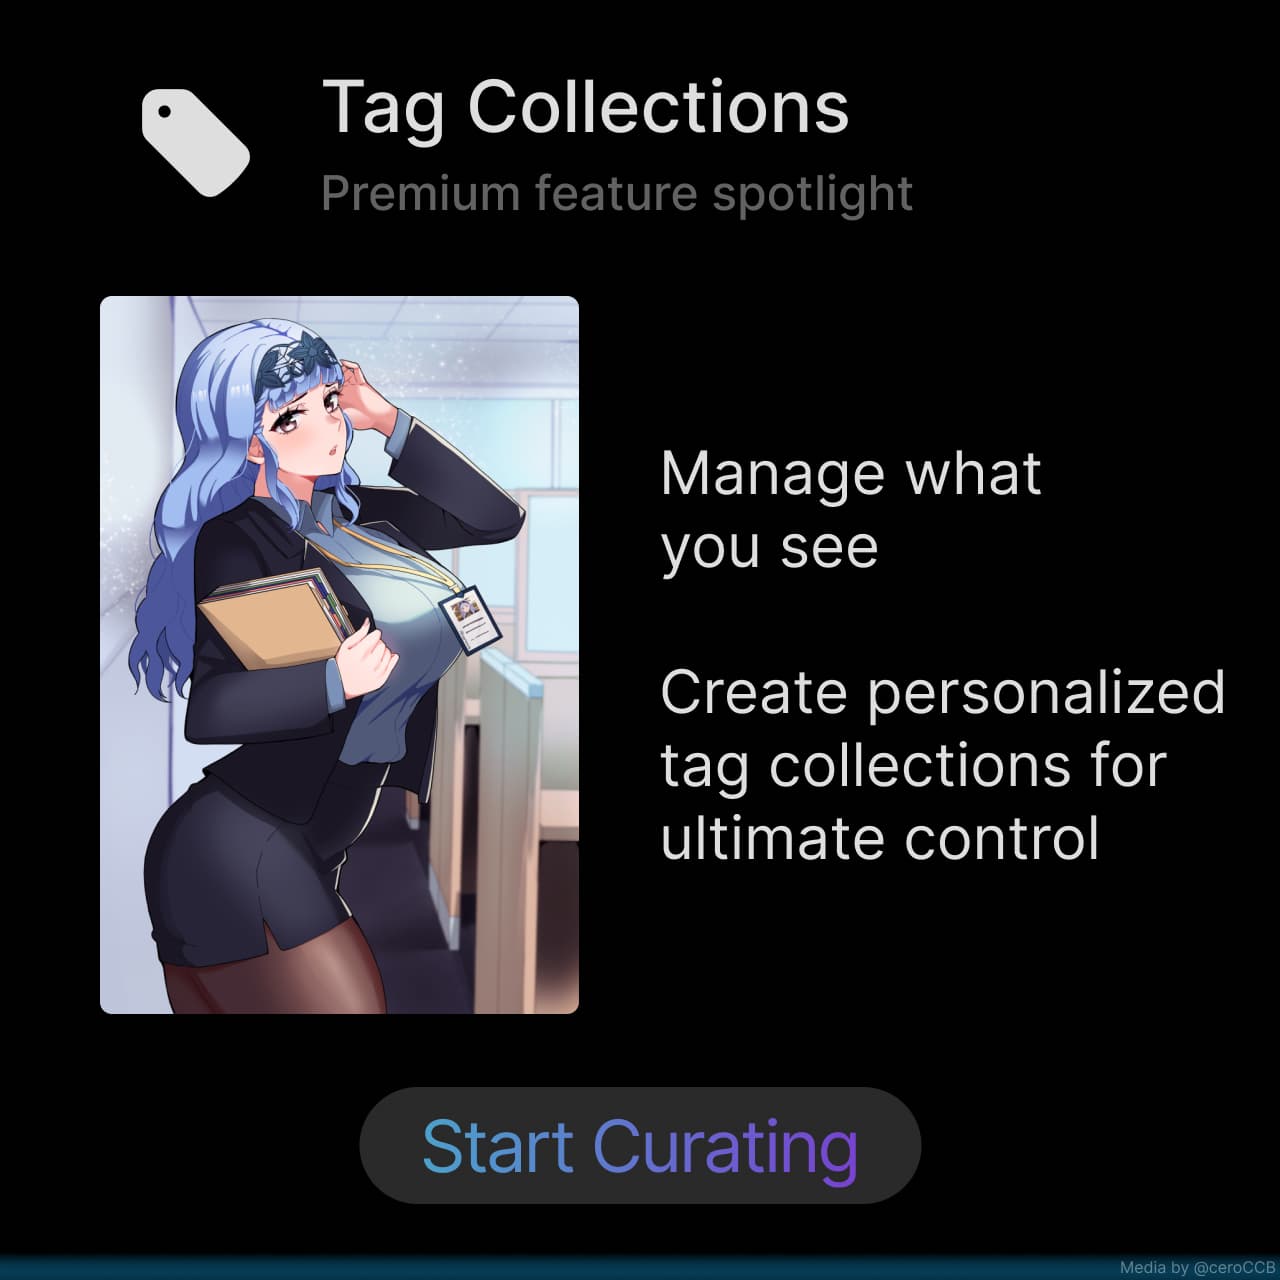 Tag Collections
Premium feature spotlight
Manage what
you see
Create personalized
tag collections for
ultimate control
Start Curating
Media by @ceroCCB